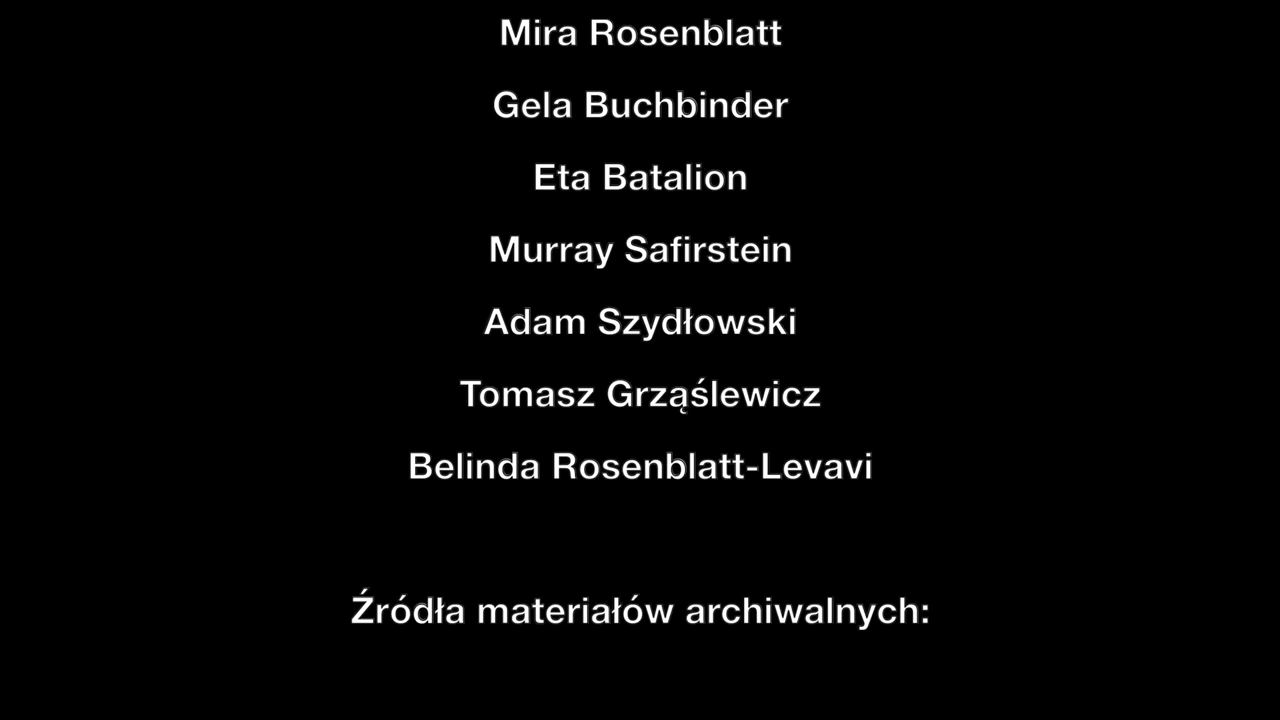 Mira Rosenblatt
Gela Buchbinder
Eta Batalion
Murray Safirstein
Adam Szydłowski
Tomasz Grząślewicz
Belinda Rosenblatt-Levavi
Źródła materiałów archiwalnych: